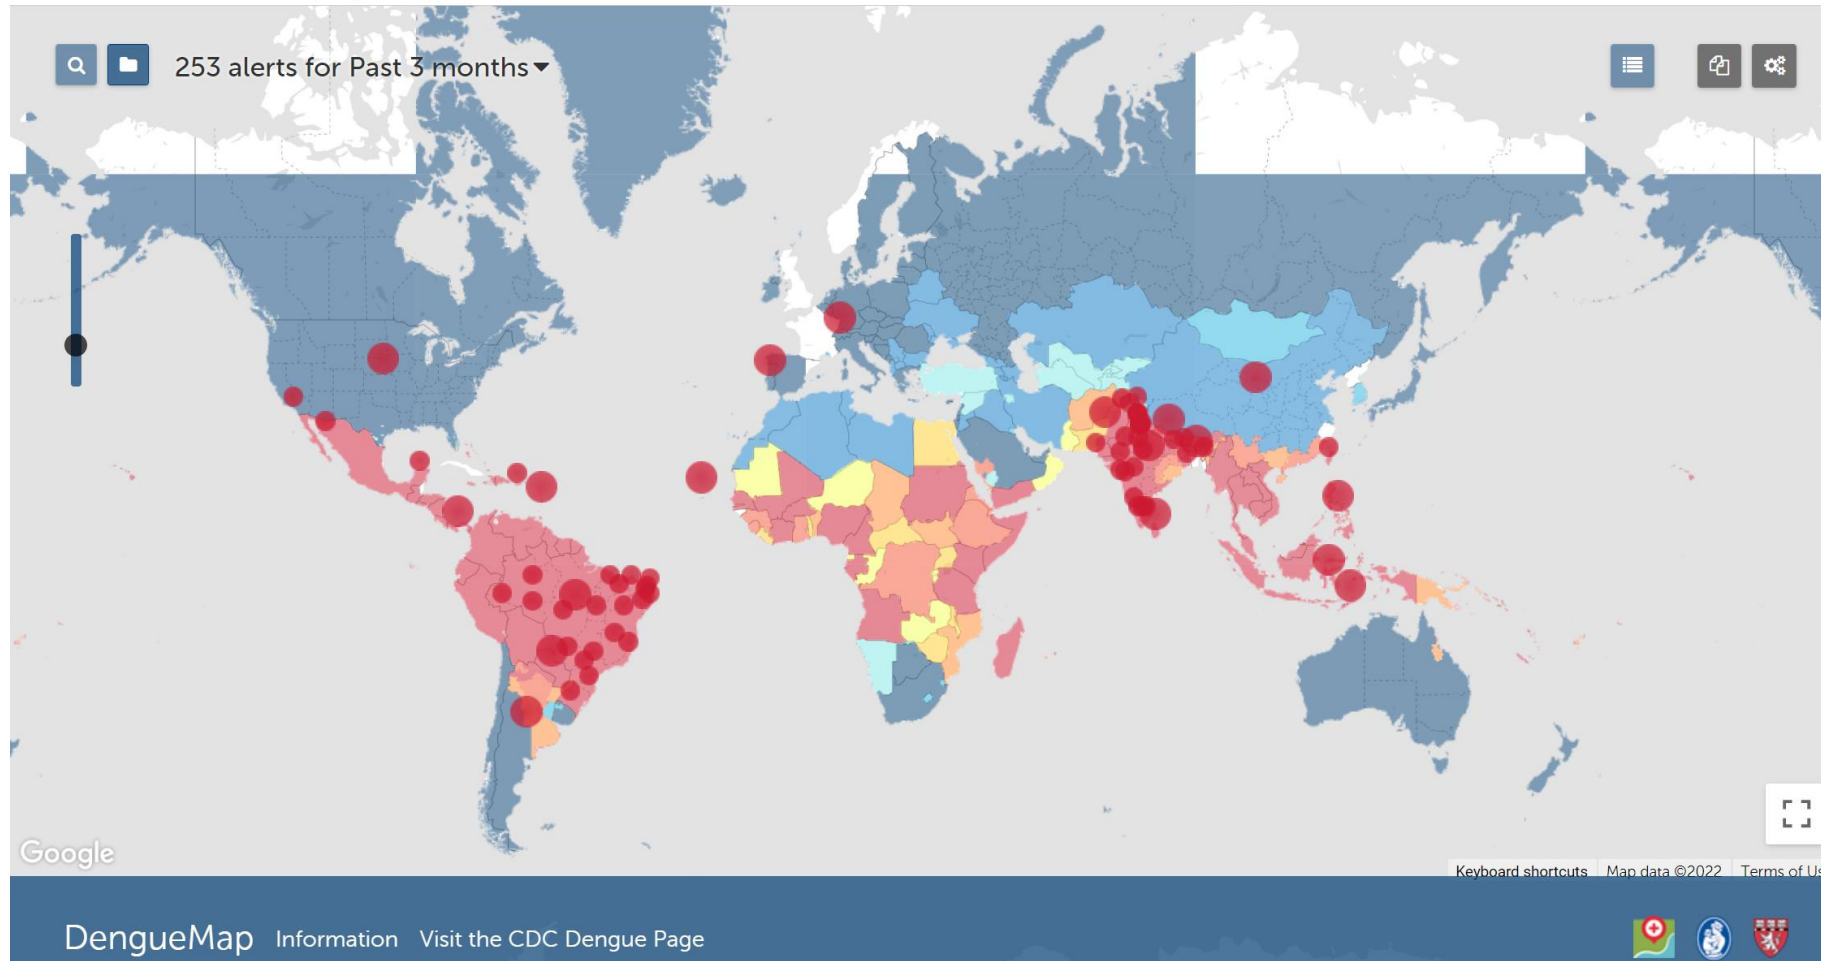 253 alerts for Past 3 months
Google
Keyboard shortcuts
Map data ©2022
Terms of Us
DengueMap
Information
Visit the CDC Dengue Page